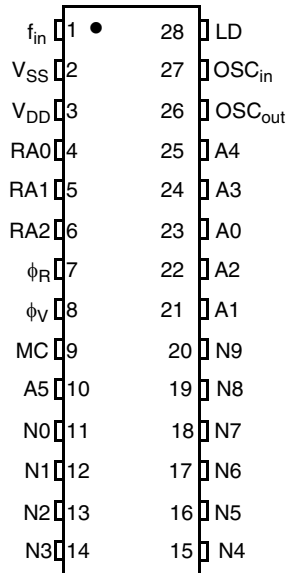 fin 1 28 LD
VSS 2 27 OSCin
VDD 3 26 OSCout
RA0 4 25 A4
RA1 5 24 A3
RA2 6 23 A0
ϕR 7 22 A2
ϕV 8 21 A1
MC 9 20 N9
A5 10 19 N8
N0 11 18 N7
N1 12 17 N6
N2 13 16 N5
N3 14 15 N4